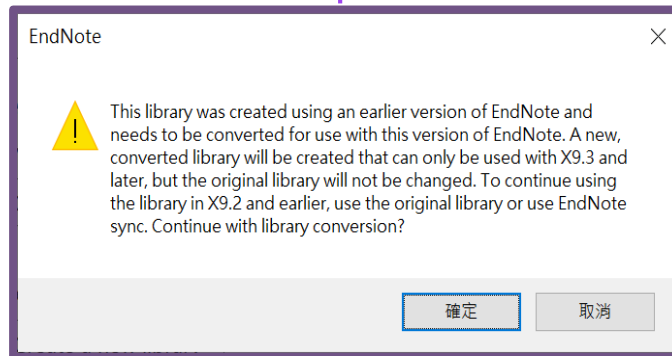 EndNote
This library was created using an earlier version of EndNote and
needs to be converted for use with this version of EndNote. A new,
converted library will be created that can only be used with X9.3 and
later, but the original library will not be changed. To continue using
the library in X9.2 and earlier, use the original library or use EndNote
sync. Continue with library conversion?
確定 取消